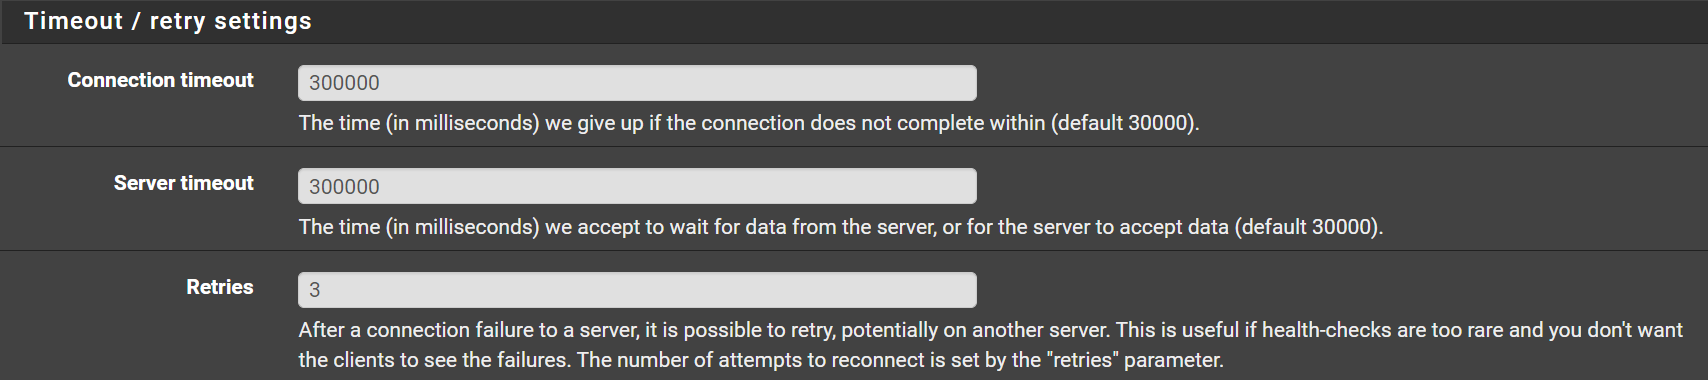 Timeout / retry settings
Connection timeout
300000
The time (in milliseconds) we give up if the connection does not complete within (default 30000).
Server timeout
300000
The time (in milliseconds) we accept to wait for data from the server, or for the server to accept data (default 30000).
Retries
3
After a connection failure to a server, it is possible to retry, potentially on another server. This is useful if health-checks are too rare and you don't want
the clients to see the failures. The number of attempts to reconnect is set by the "retries" parameter.